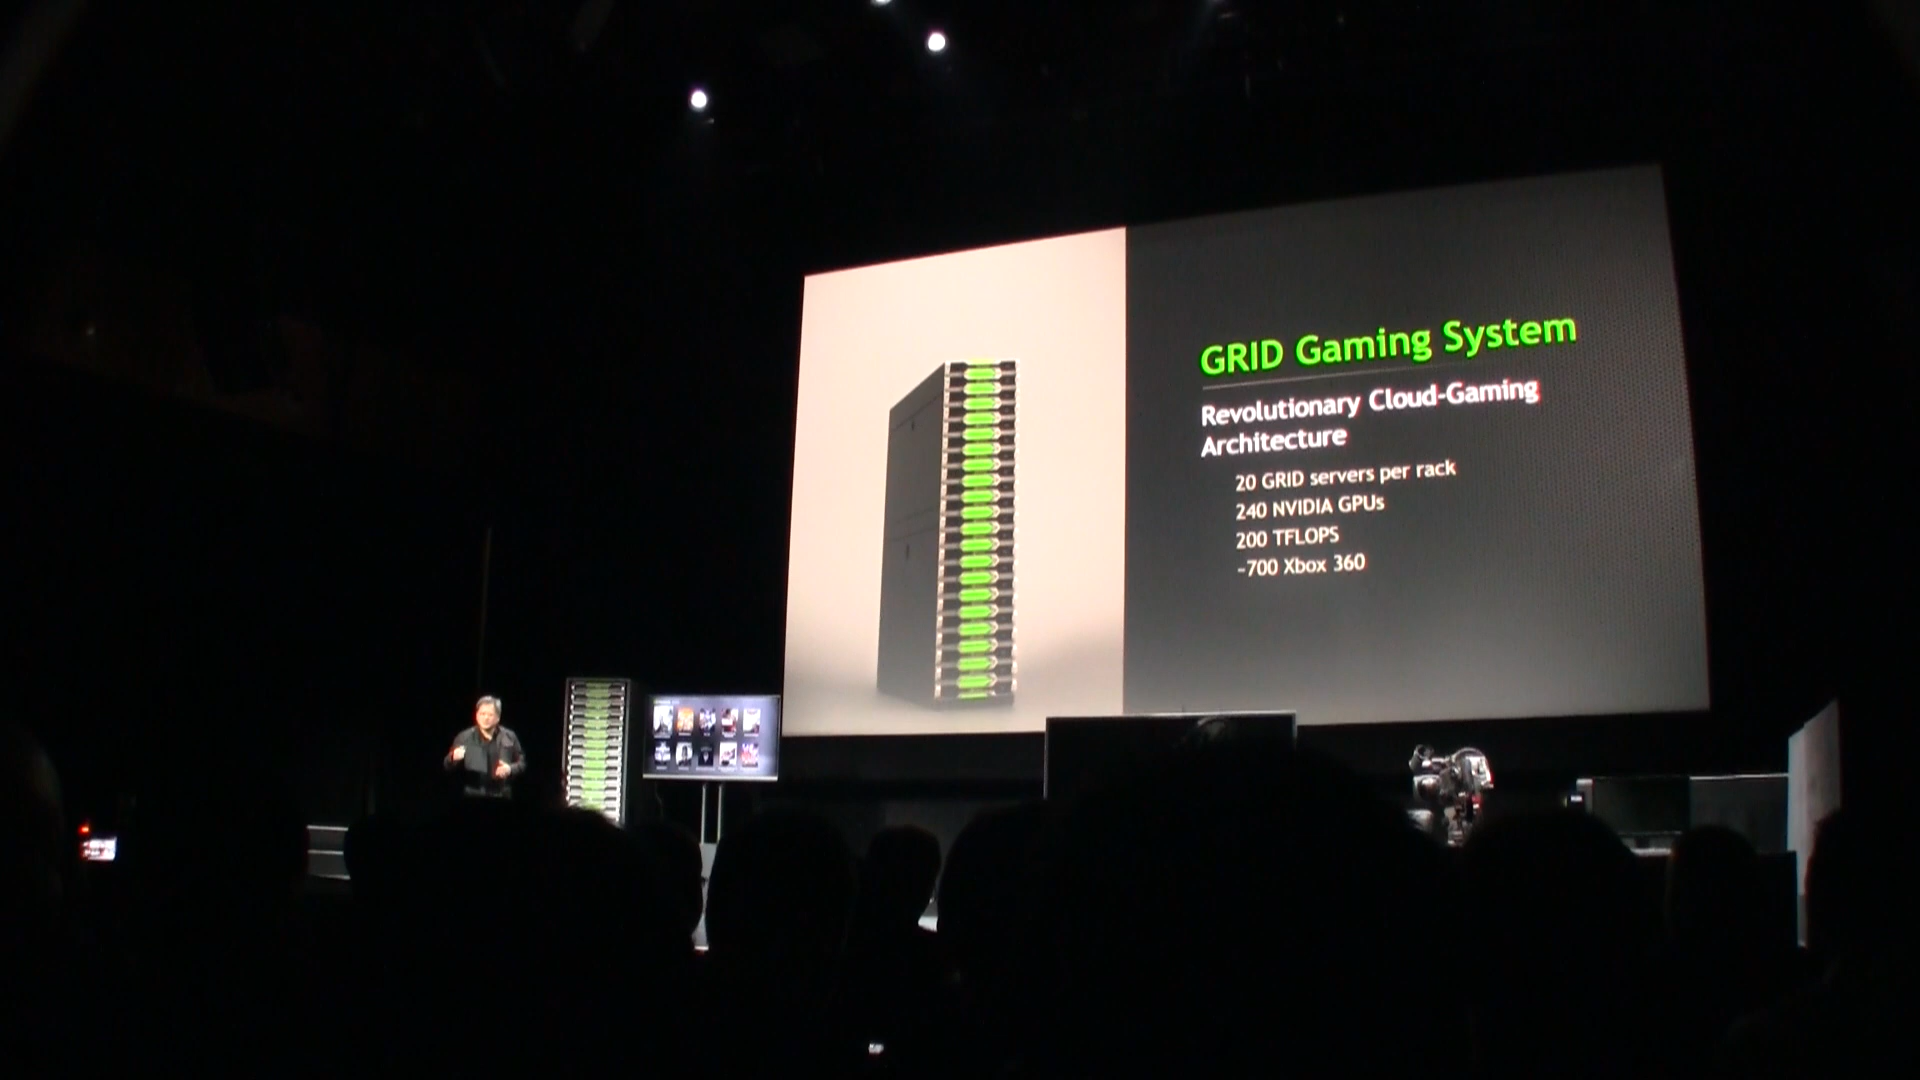 GRID Gaming System
Revolutionary Cloud-Gaming
Architecture
20 GRID servers per rack
240 NVIDIA GPUs
200 TFLOPS
~700 Xbox 360